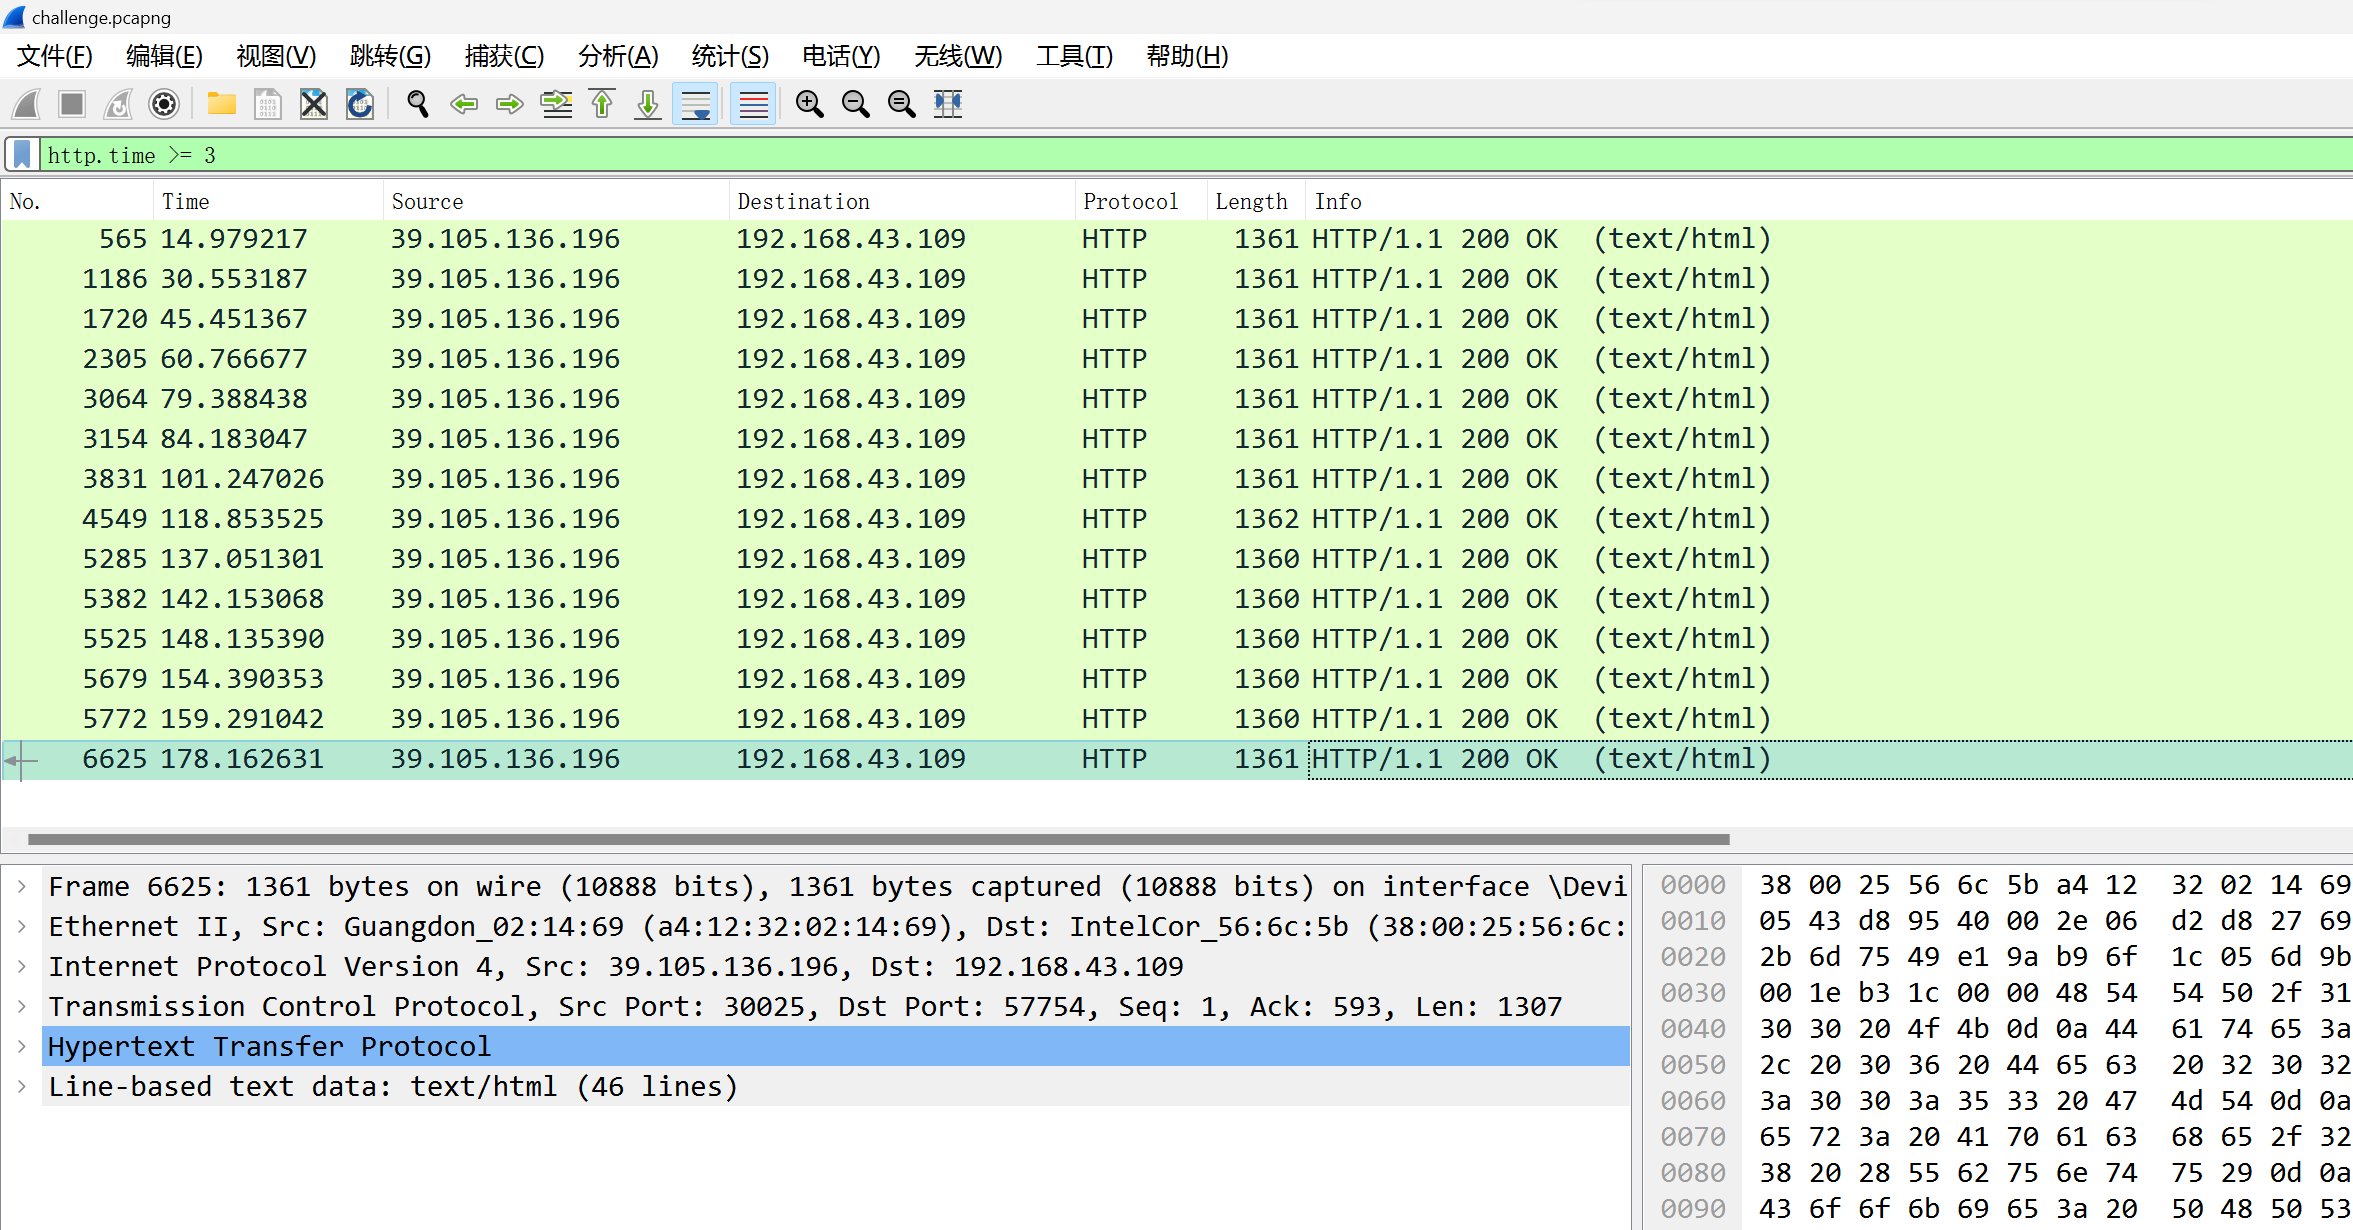 challenge.pcapng
文件(F) 编辑(E) 视图(V) 跳转(G) 捕获(C) 分析(A) 统计(S) 电话(Y) 无线(W) 工具(T) 帮助(H)
http.time >= 3
No. Time Source Destination Protocol Length Info
565 14.979217 39.105.136.196 192.168.43.109 HTTP 1361 HTTP/1.1 200 OK (text/html)
1186 30.553187 39.105.136.196 192.168.43.109 HTTP 1361 HTTP/1.1 200 OK (text/html)
1720 45.451367 39.105.136.196 192.168.43.109 HTTP 1361 HTTP/1.1 200 OK (text/html)
2305 60.766677 39.105.136.196 192.168.43.109 HTTP 1361 HTTP/1.1 200 OK (text/html)
3064 79.388438 39.105.136.196 192.168.43.109 HTTP 1361 HTTP/1.1 200 OK (text/html)
3154 84.183047 39.105.136.196 192.168.43.109 HTTP 1361 HTTP/1.1 200 OK (text/html)
3831 101.247026 39.105.136.196 192.168.43.109 HTTP 1361 HTTP/1.1 200 OK (text/html)
4549 118.853525 39.105.136.196 192.168.43.109 HTTP 1362 HTTP/1.1 200 OK (text/html)
5285 137.051301 39.105.136.196 192.168.43.109 HTTP 1360 HTTP/1.1 200 OK (text/html)
5382 142.153068 39.105.136.196 192.168.43.109 HTTP 1360 HTTP/1.1 200 OK (text/html)
5525 148.135390 39.105.136.196 192.168.43.109 HTTP 1360 HTTP/1.1 200 OK (text/html)
5679 154.390353 39.105.136.196 192.168.43.109 HTTP 1360 HTTP/1.1 200 OK (text/html)
5772 159.291042 39.105.136.196 192.168.43.109 HTTP 1360 HTTP/1.1 200 OK (text/html)
6625 178.162631 39.105.136.196 192.168.43.109 HTTP 1361 HTTP/1.1 200 OK (text/html)
Frame 6625: 1361 bytes on wire (10888 bits), 1361 bytes captured (10888 bits) on interface \Devi
Ethernet II, Src: Guangdon_02:14:69 (a4:12:32:02:14:69), Dst: IntelCor_56:6c:5b (38:00:25:56:6c:
Internet Protocol Version 4, Src: 39.105.136.196, Dst: 192.168.43.109
Transmission Control Protocol, Src Port: 30025, Dst Port: 57754, Seq: 1, Ack: 593, Len: 1307
Hypertext Transfer Protocol
Line-based text data: text/html (46 lines)
0000 38 00 25 56 6c 5b a4 12 32 02 14 69
0010 05 43 d8 95 40 00 2e 06 d2 d8 27 69
0020 2b 6d 75 49 e1 9a b9 6f 1c 05 6d 9b
0030 00 1e b3 1c 00 00 48 54 54 50 2f 31
0040 30 30 20 4f 4b 0d 0a 44 61 74 65 3a
0050 2c 20 30 36 20 44 65 63 20 32 30 32
0060 3a 30 30 3a 35 33 20 47 4d 54 0d 0a
0070 65 72 3a 20 41 70 61 63 68 65 2f 32
0080 38 20 28 55 62 75 6e 74 75 29 0d 0a
0090 43 6f 6f 6b 69 65 3a 20 50 48 50 53